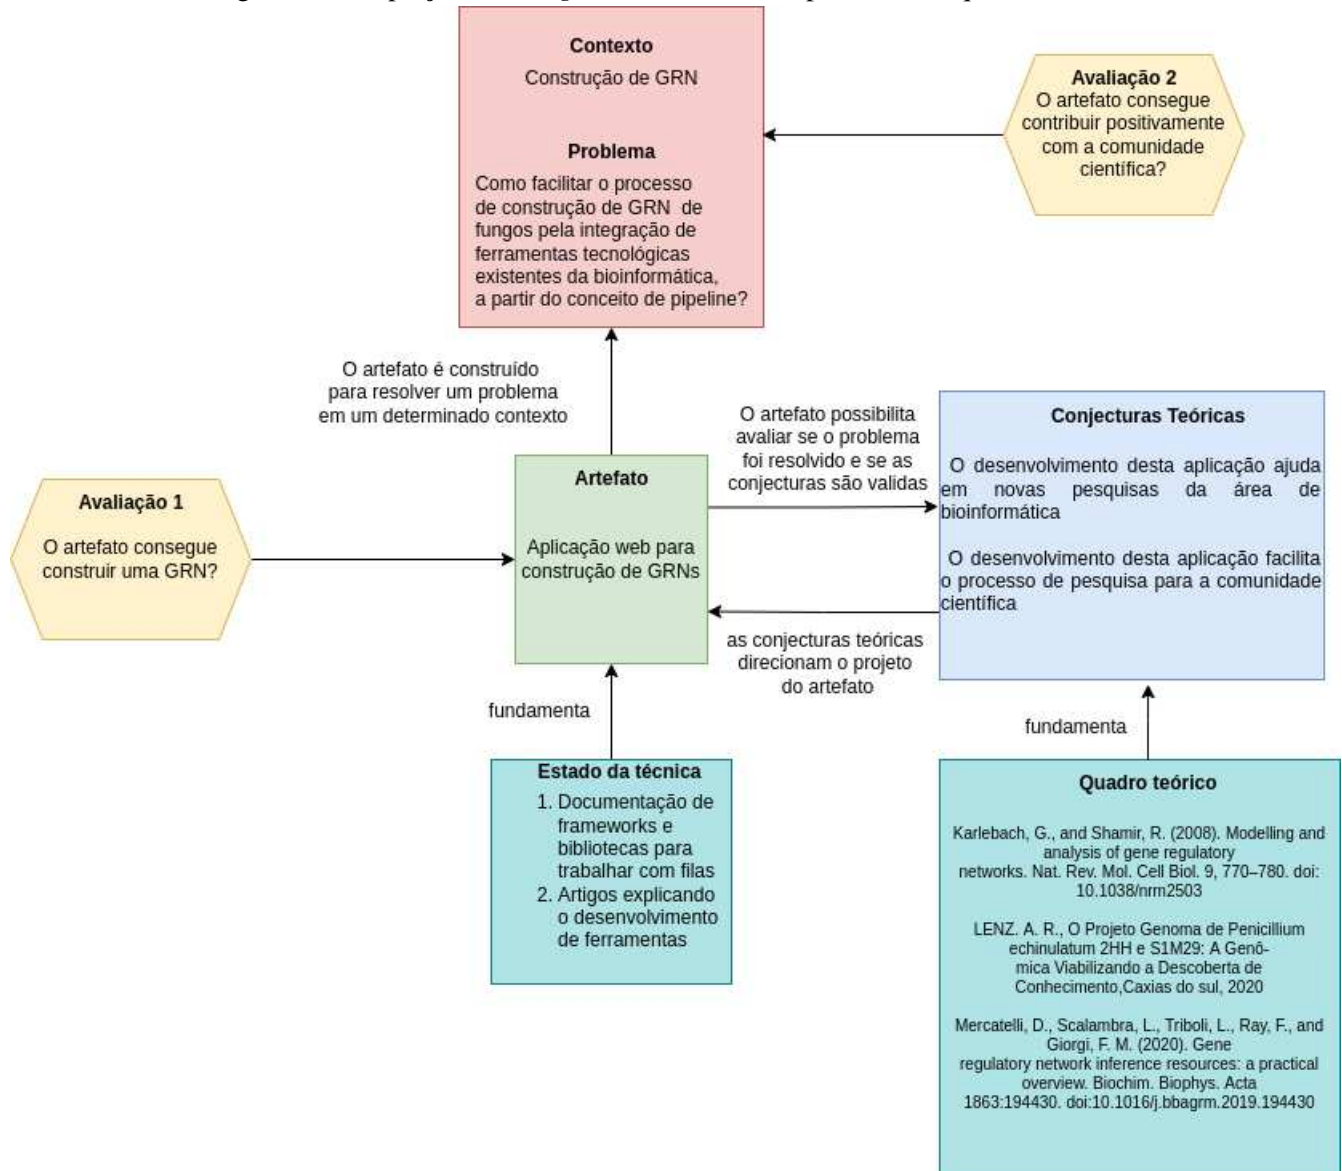 Contexto
Construção de GRN
Problema
Como facilitar o processo
de construção de GRN de
fungos pela integração de
ferramentas tecnológicas
existentes da bioinformática,
a partir do conceito de pipeline?
Avaliação 2
O artefato consegue
contribuir positivamente
com a comunidade
científica?
O artefato é construído
para resolver um problema
em um determinado contexto
O artefato possibilita
avaliar se o problema
foi resolvido e se as
conjecturas são validas
Conjecturas Teóricas
O desenvolvimento desta aplicação ajuda
em novas pesquisas da área de
bioinformática
O desenvolvimento desta aplicação facilita
o processo de pesquisa para a comunidade
científica
Avaliação 1
O artefato consegue
construir uma GRN?
Artefato
Aplicação web para
construção de GRNs
as conjecturas teóricas
direcionam o projeto
do artefato
fundamenta
fundamenta
Estado da técnica
1. Documentação de
frameworks e
bibliotecas para
trabalhar com filas
2. Artigos explicando
o desenvolvimento
de ferramentas
Quadro teórico
Karlebach, G., and Shamir, R. (2008). Modelling and
analysis of gene regulatory
networks. Nat. Rev. Mol. Cell Biol. 9, 770–780. doi:
10.1038/nrm2503
LENZ. A. R., O Projeto Genoma de Penicillium
echinulatum 2HH e S1M29: A Genô-
mica Viabilizando a Descoberta de
Conhecimento,Caxias do sul, 2020
Mercatelli, D., Scalambra, L., Triboli, L., Ray, F., and
Giorgi, F. M. (2020). Gene
regulatory network inference resources: a practical
overview. Biochim. Biophys. Acta
1863:194430. doi:10.1016/j.bbagrm.2019.194430